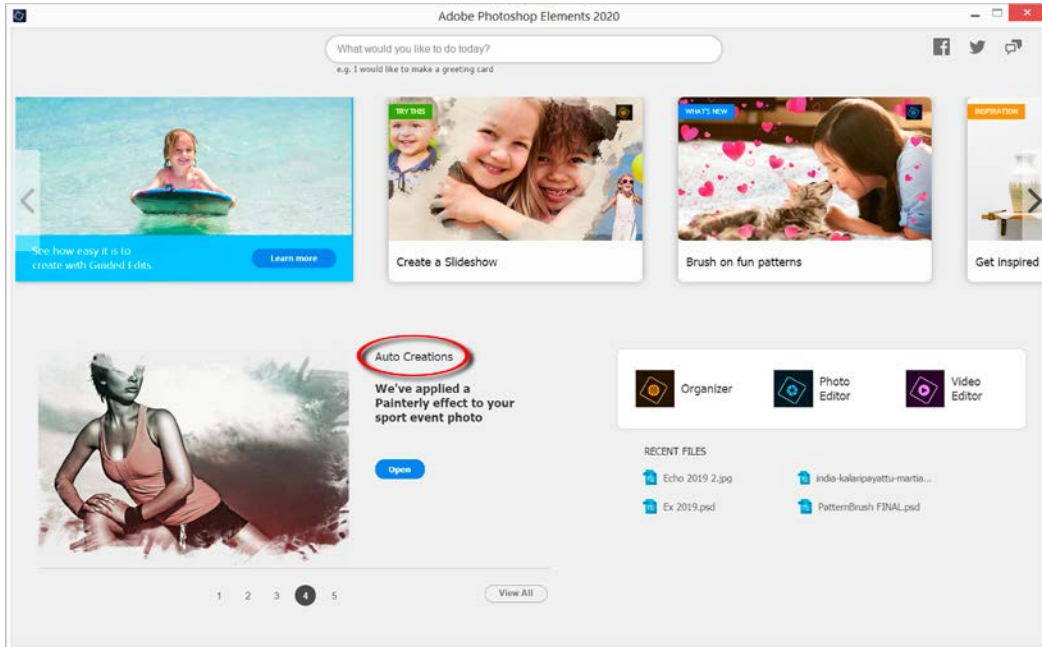 Adobe Photoshop Elements 2020
What would you like to do today?
e.g. I would like to make a greeting card
See how easy it is to
create with Guided Edits.
Learn more
TRY THIS
Create a Slideshow
WHAT'S NEW
Brush on fun patterns
INSPIRATION
Get inspired
Auto Creations
We've applied a
Painterly effect to your
sport event photo
Open
1 2 3 4 5
View All
Organizer
Photo
Editor
Video
Editor
RECENT FILES
Echo 2019 2.jpg
india-kalaripayattu-martia...
Ex 2019.psd
PatternBrush FINAL.psd